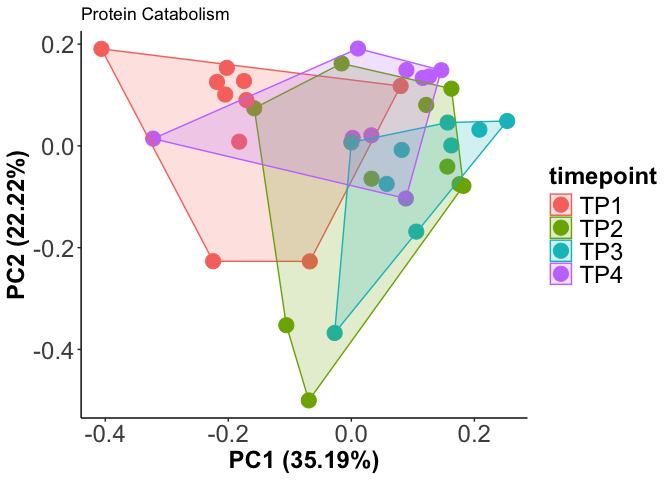 Protein Catabolism
0.2
0.0
-0.2
-0.4
PC2 (22.22%)
-0.4
-0.2
0.0
0.2
PC1 (35.19%)
timepoint
TP1
TP2
TP3
TP4